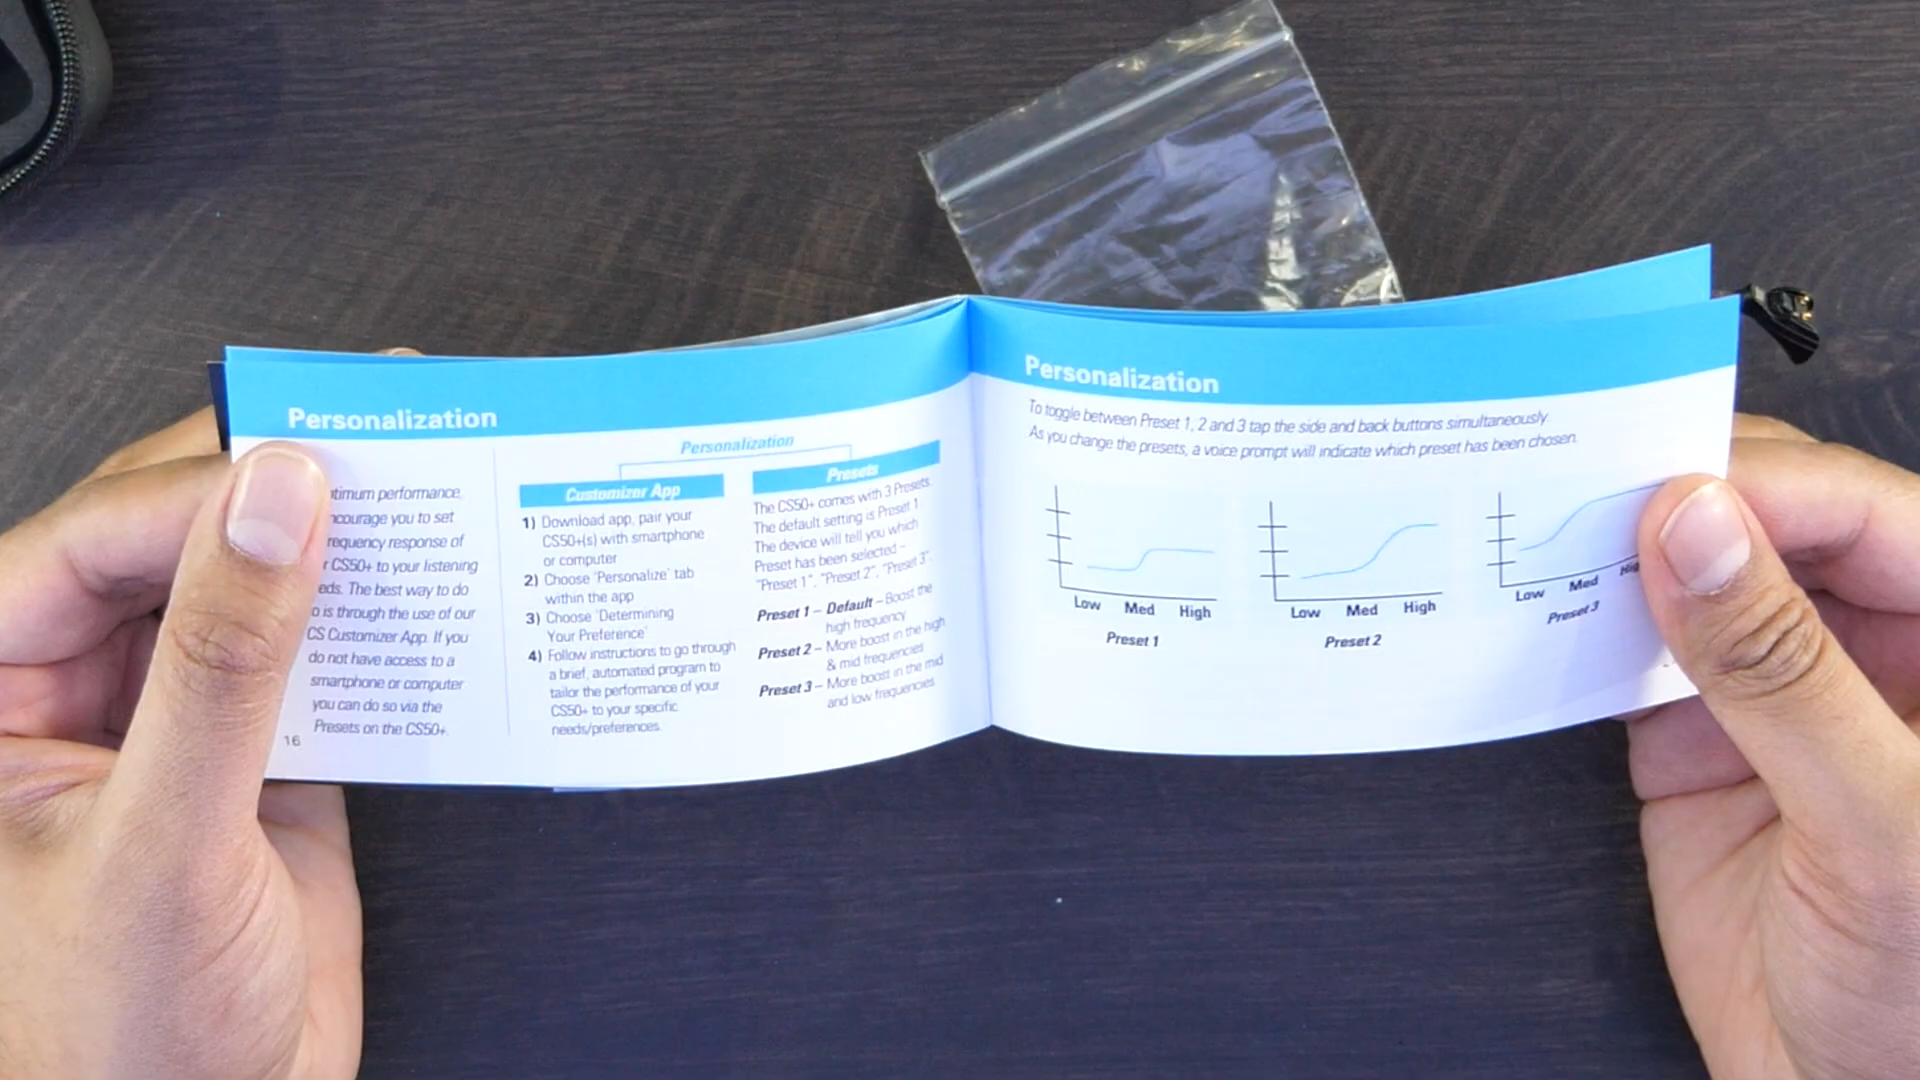 Personalization
timum performance,
ncourage you to set
requency response of
r CS50+ to your listening
eds. The best way to do
o is through the use of our
CS Customizer App. If you
do not have access to a
smartphone or computer
you can do so via the
Presets on the CS50+.
16
Personalization
Customizer App
1) Download app, pair your
CS50+(s) with smartphone
or computer
2) Choose 'Personalize' tab
within the app
3) Choose 'Determining
Your Preference'
4) Follow instructions to go through
a brief, automated program to
tailor the performance of your
CS50+ to your specific
needs/preferences.
Presets
The CS50+ comes with 3 Presets.
The default setting is Preset 1
The device will tell you which
Preset has been selected –
"Preset 1", "Preset 2", "Preset 3".
Preset 1 – Default – Boost the
high frequency
Preset 2 – More boost in the high
& mid frequencies
Preset 3 – More boost in the mid
and low frequencies
Personalization
To toggle between Preset 1, 2 and 3 tap the side and back buttons simultaneously.
As you change the presets, a voice prompt will indicate which preset has been chosen.
Low Med High
Preset 1
Low Med High
Preset 2
Low Med Hig
Preset 3